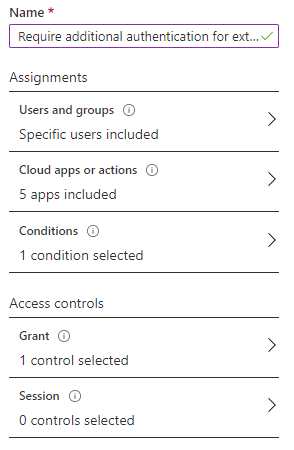 Name *
Require additional authentication for ext...
Assignments
Users and groups
Specific users included
Cloud apps or actions
5 apps included
Conditions
1 condition selected
Access controls
Grant
1 control selected
Session
0 controls selected